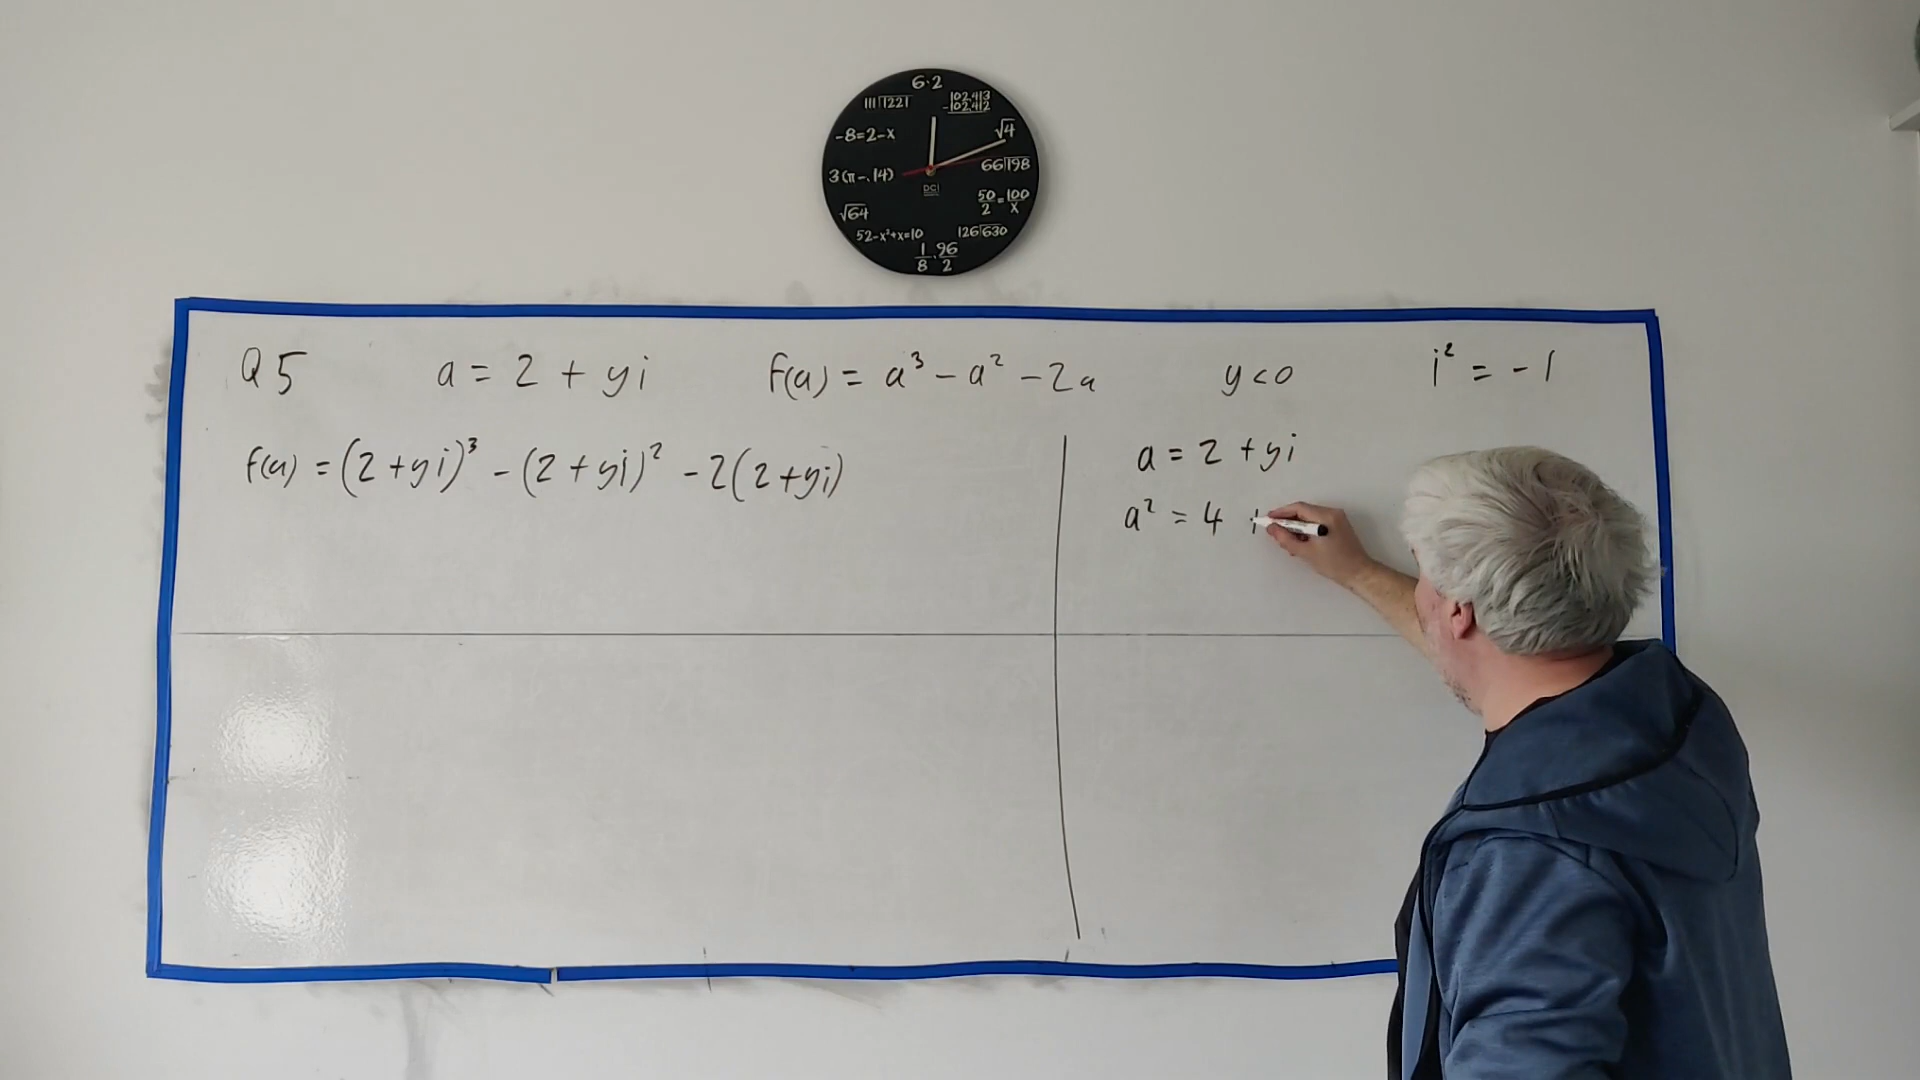 6·2
111⟌1221
102,413
-102,412
-8=2-x
√4
3(π-.14)
66⟌198
DCI
50/2=100/x
√64
52-x²+x=10
126⟌630
1/8·96/2
Q5 a = 2 + yi f(a) = a³ - a² - 2a y<0 i² = -1
f(a) = (2+yi)³ - (2+yi)² - 2(2+yi)
a = 2 + yi
a² = 4 +